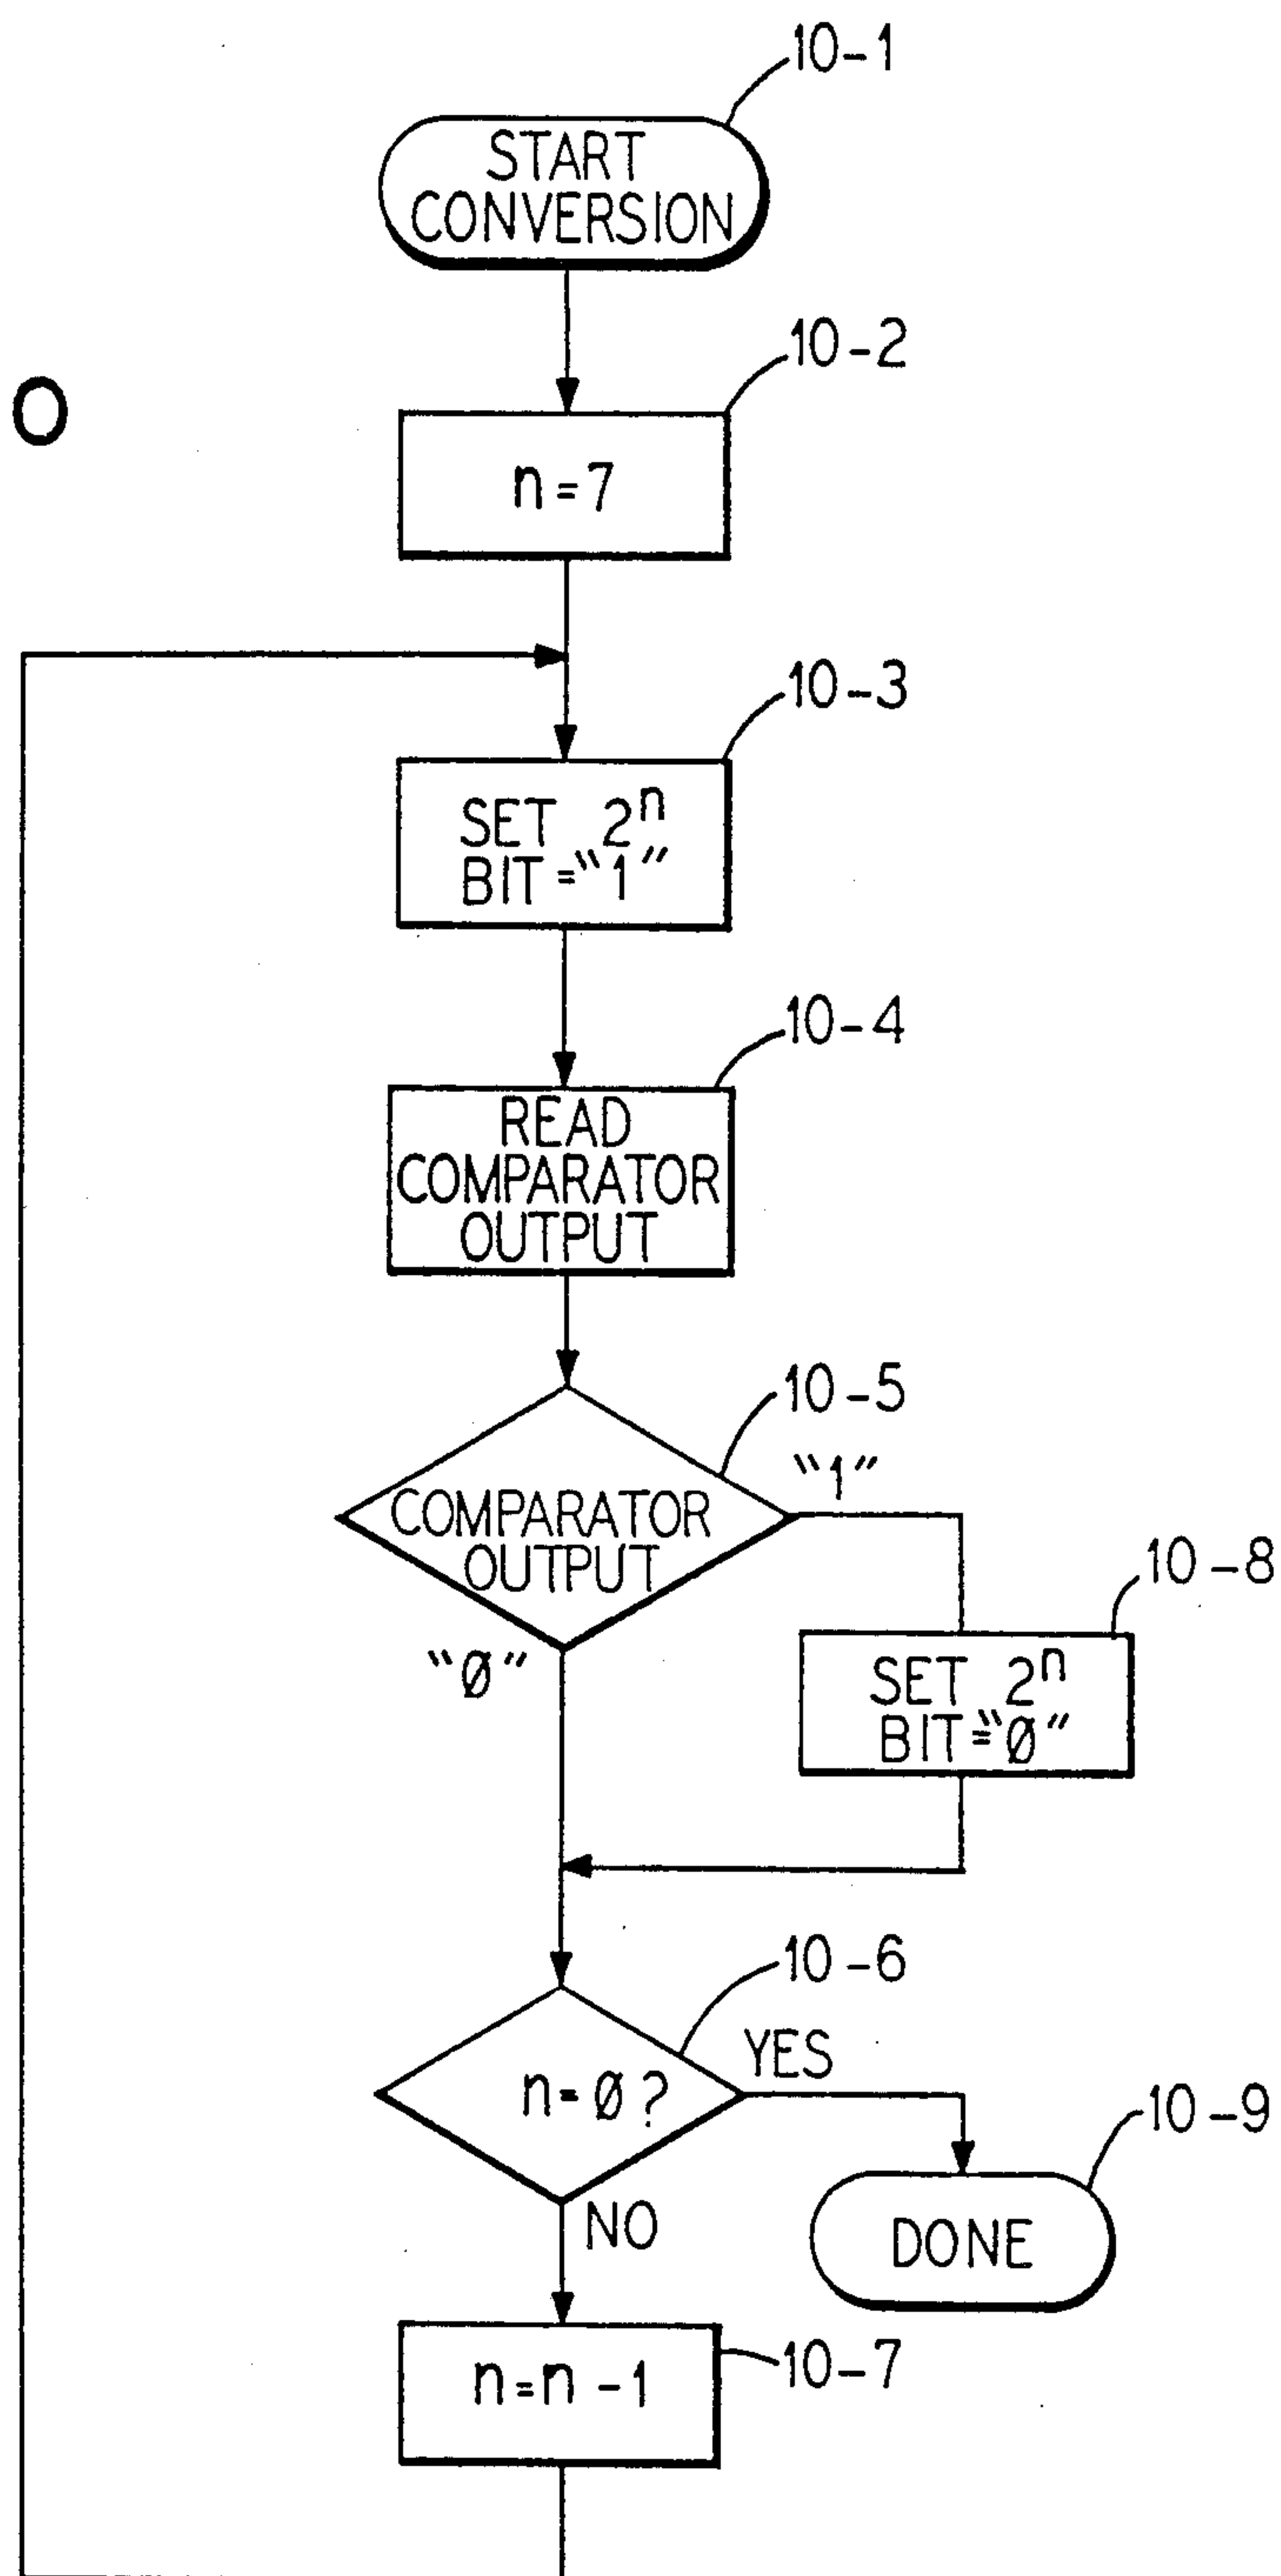 10-1
START
CONVERSION
10-2
O
n=7
10-3
SET 2ⁿ
BIT="1"
10-4
READ
COMPARATOR
OUTPUT
10-5
"1"
COMPARATOR
OUTPUT
10-8
"Ø"
SET 2ⁿ
BIT="Ø"
10-6
YES
n=Ø?
10-9
NO
DONE
10-7
n=n-1